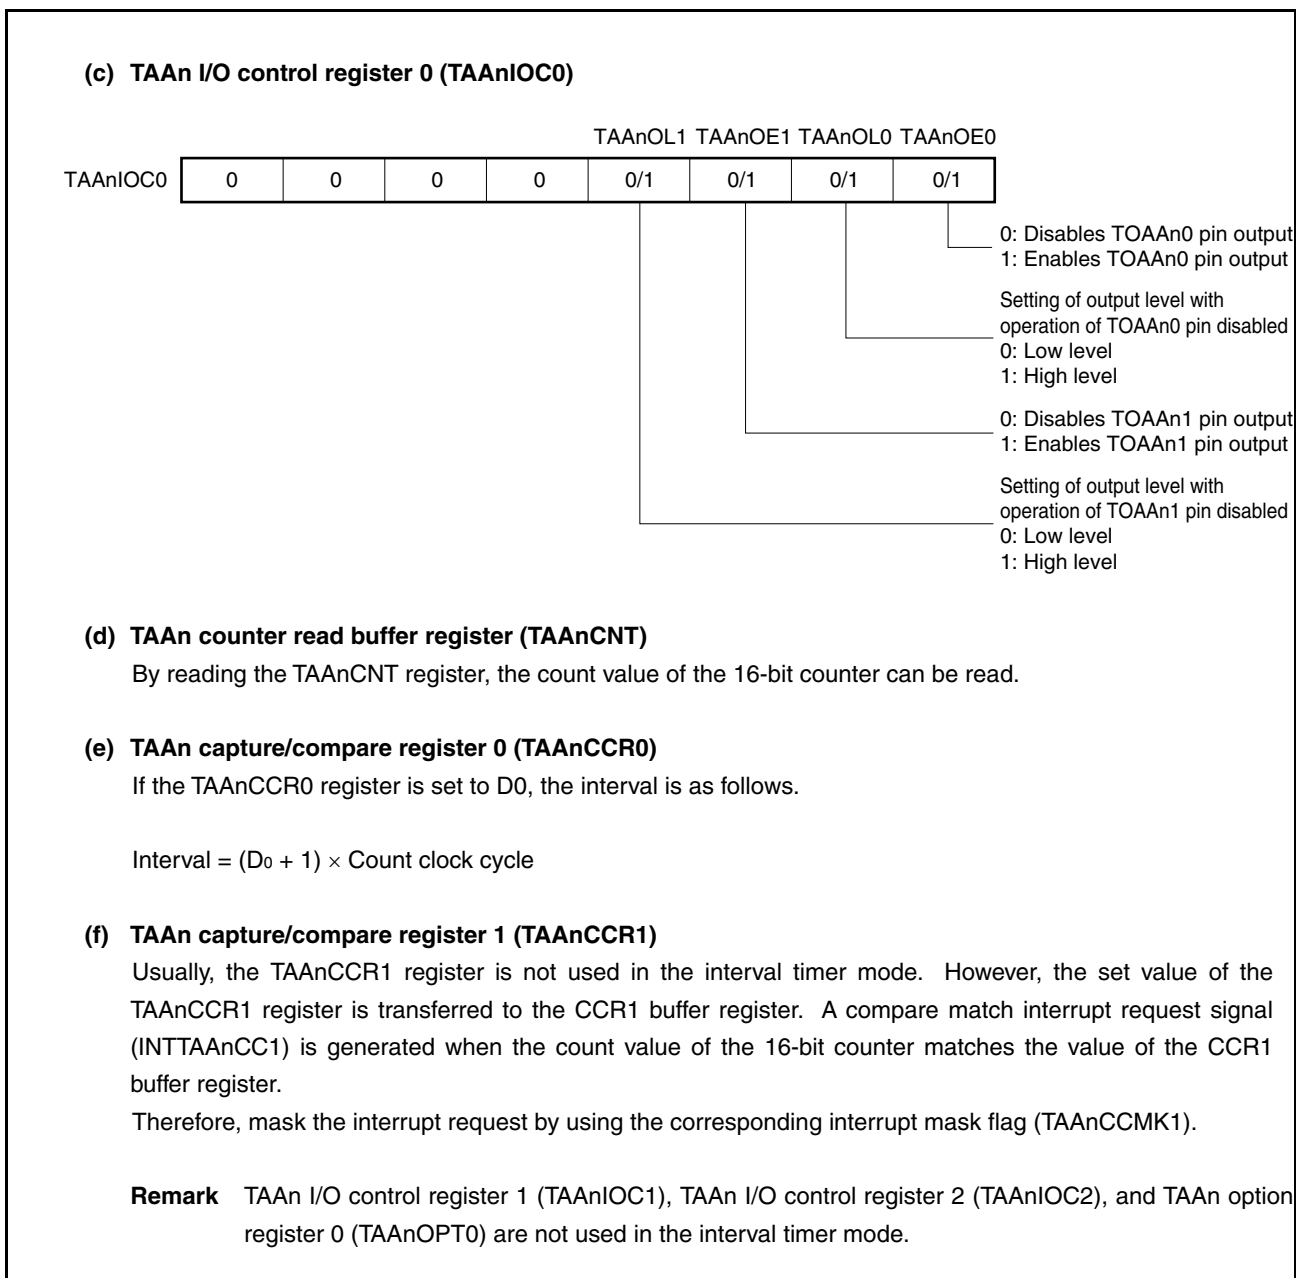 (c) TAAn I/O control register 0 (TAAnIOC0)
TAAnOL1 TAAnOE1 TAAnOL0 TAAnOE0
TAAnIOC0 0 0 0 0 0/1 0/1 0/1 0/1
0: Disables TOAAn0 pin output
1: Enables TOAAn0 pin output
Setting of output level with
operation of TOAAn0 pin disabled
0: Low level
1: High level
0: Disables TOAAn1 pin output
1: Enables TOAAn1 pin output
Setting of output level with
operation of TOAAn1 pin disabled
0: Low level
1: High level
(d) TAAn counter read buffer register (TAAnCNT)
By reading the TAAnCNT register, the count value of the 16-bit counter can be read.
(e) TAAn capture/compare register 0 (TAAnCCR0)
If the TAAnCCR0 register is set to D0, the interval is as follows.
Interval = (D0 + 1) × Count clock cycle
(f) TAAn capture/compare register 1 (TAAnCCR1)
Usually, the TAAnCCR1 register is not used in the interval timer mode. However, the set value of the
TAAnCCR1 register is transferred to the CCR1 buffer register. A compare match interrupt request signal
(INTTAAnCC1) is generated when the count value of the 16-bit counter matches the value of the CCR1
buffer register.
Therefore, mask the interrupt request by using the corresponding interrupt mask flag (TAAnCCMK1).
Remark TAAn I/O control register 1 (TAAnIOC1), TAAn I/O control register 2 (TAAnIOC2), and TAAn option
register 0 (TAAnOPT0) are not used in the interval timer mode.